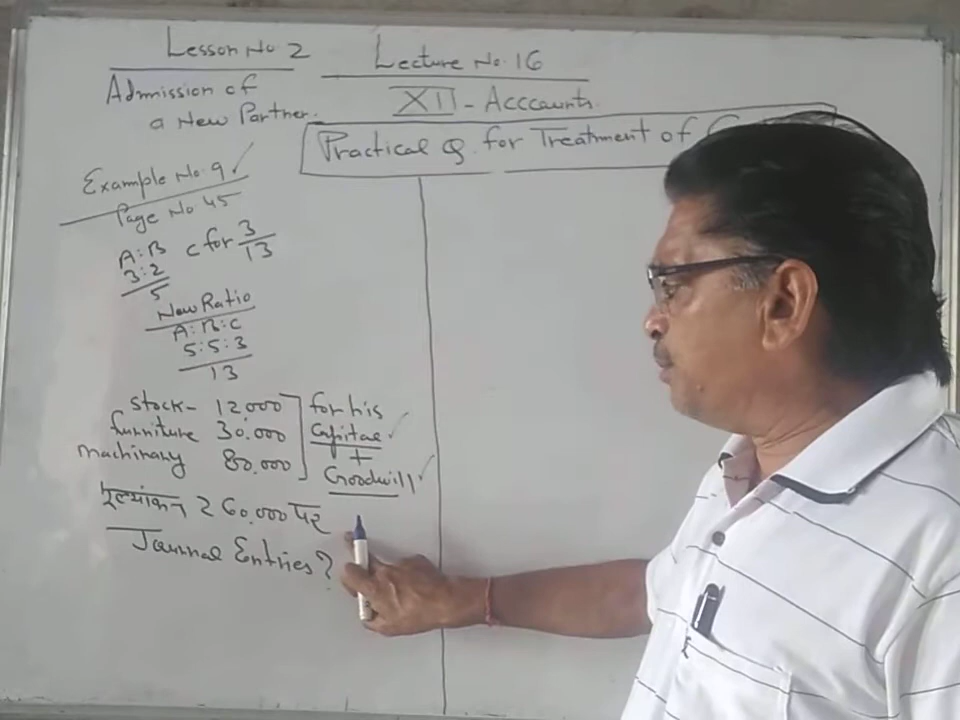 Lesson No. 2
Lecture No. 16
Admission of
a New Partner.
XII - Acccaunts.
Practical Q. for Treatment of
Example No. 9 ✓
Page No 45
A:B C for 3/13
3:2
5
New Ratio
A:B:C
5:5:3
13
stock- 12,000 for his
furniture 30,000 Capital ✓
machinary 80,000 +
Goodwill ✓
मूल्यांकन 2 60,000 पर
Journal Entries?